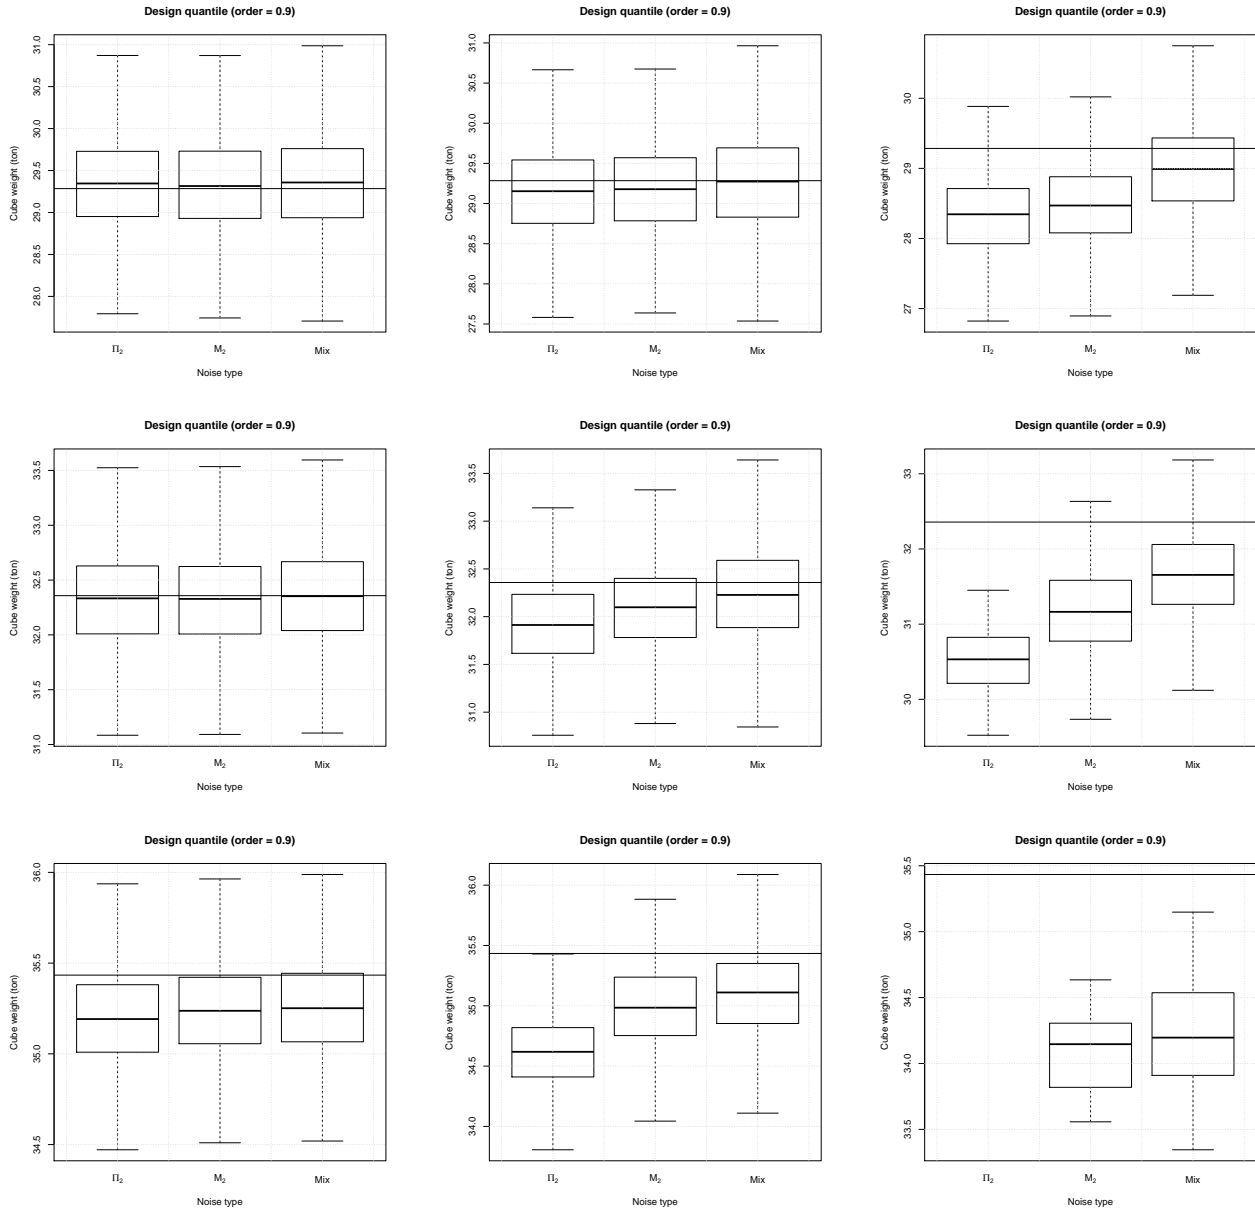 Design quantile (order = 0.9)
Cube weight (ton)
31.0
30.5
30.0
29.5
29.0
28.5
28.0
Π2 M2 Mix
Noise type
Design quantile (order = 0.9)
Cube weight (ton)
31.0
30.5
30.0
29.5
29.0
28.5
28.0
27.5
Π2 M2 Mix
Noise type
Design quantile (order = 0.9)
Cube weight (ton)
30
29
28
27
Π2 M2 Mix
Noise type
Design quantile (order = 0.9)
Cube weight (ton)
33.5
33.0
32.5
32.0
31.5
31.0
Π2 M2 Mix
Noise type
Design quantile (order = 0.9)
Cube weight (ton)
33.5
33.0
32.5
32.0
31.5
31.0
Π2 M2 Mix
Noise type
Design quantile (order = 0.9)
Cube weight (ton)
33
32
31
30
Π2 M2 Mix
Noise type
Design quantile (order = 0.9)
Cube weight (ton)
36.0
35.5
35.0
34.5
Π2 M2 Mix
Noise type
Design quantile (order = 0.9)
Cube weight (ton)
36.0
35.5
35.0
34.5
34.0
Π2 M2 Mix
Noise type
Design quantile (order = 0.9)
Cube weight (ton)
35.5
35.0
34.5
34.0
33.5
Π2 M2 Mix
Noise type